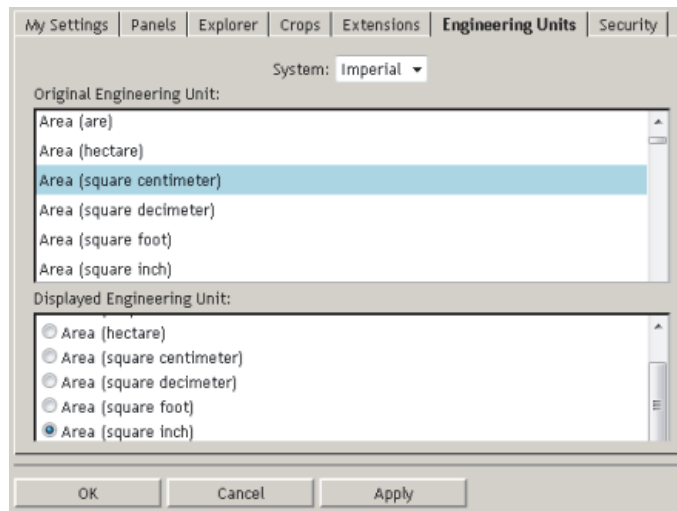 My Settings Panels Explorer Crops Extensions Engineering Units Security
System: Imperial
Original Engineering Unit:
Area (are)
Area (hectare)
Area (square centimeter)
Area (square decimeter)
Area (square foot)
Area (square inch)
Displayed Engineering Unit:
Area (hectare)
Area (square centimeter)
Area (square decimeter)
Area (square foot)
Area (square inch)
OK Cancel Apply